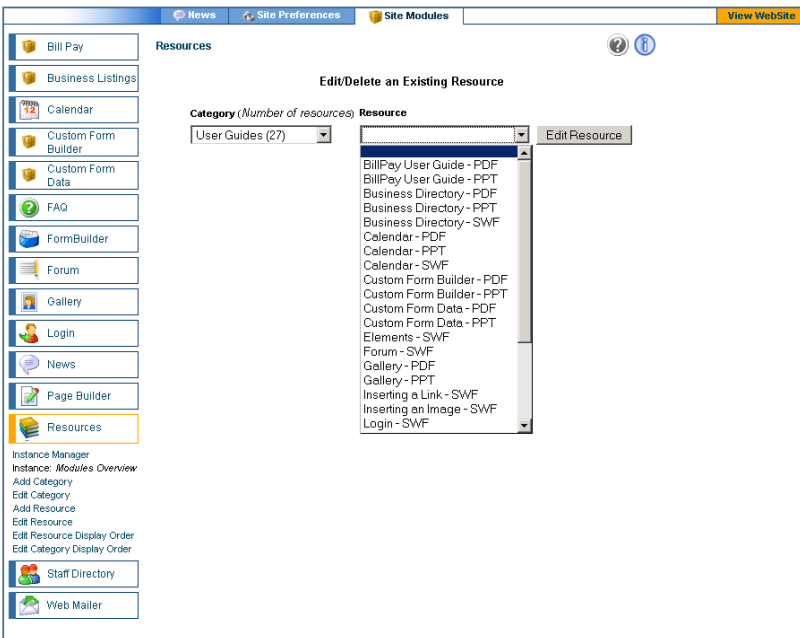 News
Site Preferences
Site Modules
View WebSite
Resources
Edit/Delete an Existing Resource
Category (Number of resources) Resource
User Guides (27)
Edit Resource
BillPay User Guide - PDF
BillPay User Guide - PPT
Business Directory - PDF
Business Directory - PPT
Business Directory - SWF
Calendar - PDF
Calendar - PPT
Calendar - SWF
Custom Form Builder - PDF
Custom Form Builder - PPT
Custom Form Data - PDF
Custom Form Data - PPT
Elements - SWF
Forum - SWF
Gallery - PDF
Gallery - PPT
Inserting a Link - SWF
Inserting an Image - SWF
Login - SWF
Bill Pay
Business Listings
12
Calendar
Custom Form
Builder
Custom Form
Data
FAQ
FormBuilder
Forum
Gallery
Login
News
Page Builder
Resources
Instance Manager
Instance: Modules Overview
Add Category
Edit Category
Add Resource
Edit Resource
Edit Resource Display Order
Edit Category Display Order
Staff Directory
Web Mailer